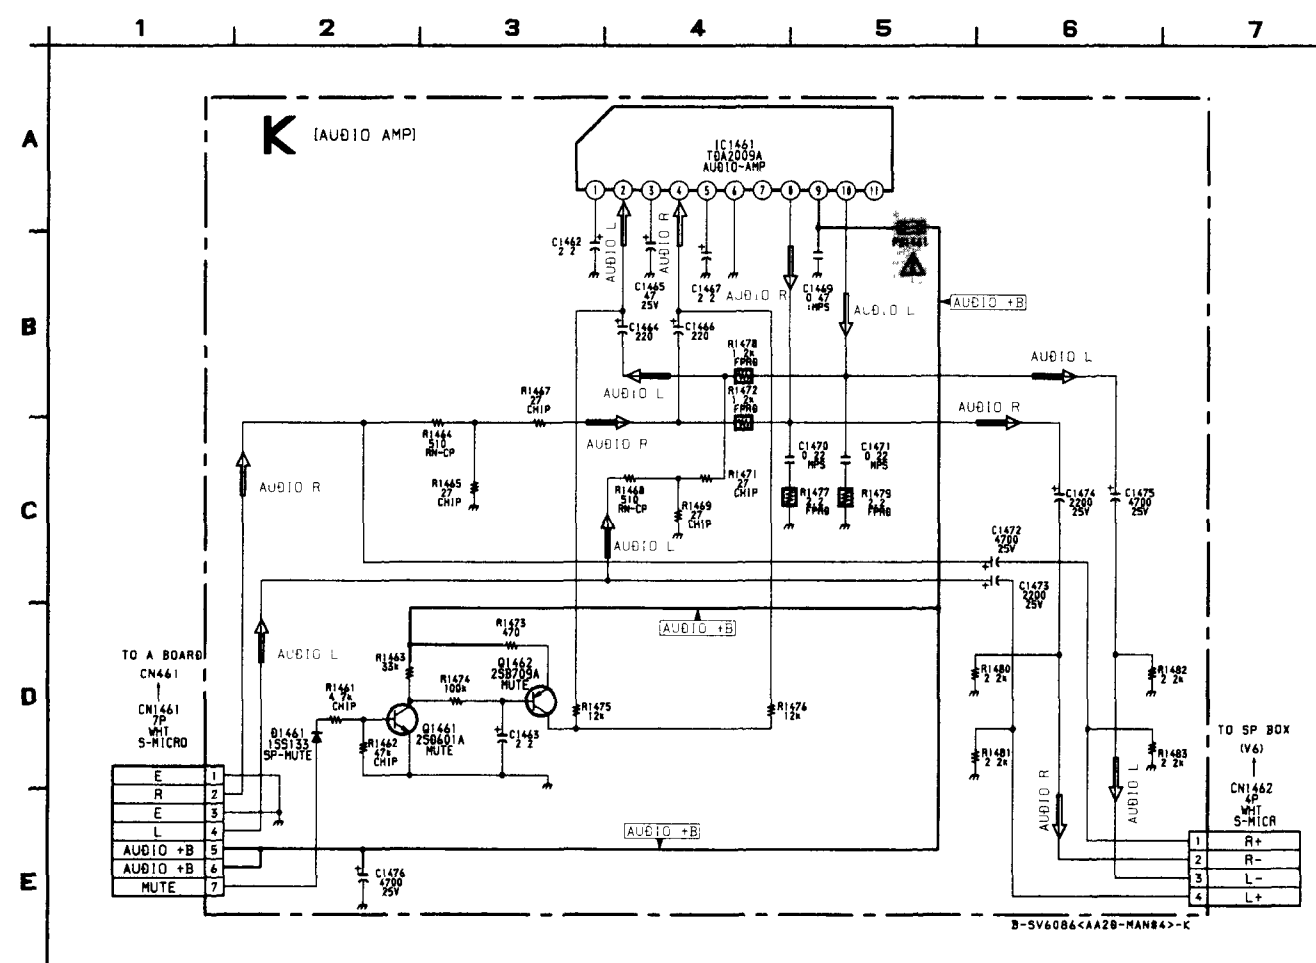 1 2 3 4 5 6 7
A
B
C
D
E
K [AUDIO AMP]
IC1461
TDA2009A
AUDIO-AMP
1 2 3 4 5 6 7 8 9 10 11
C1462
2 2
AUDIO L
C1465
47
25V
AUDIO R
C1467
2 2
AUDIO R
C1469
0 47
:MPS
AUDIO L
AUDIO +B
C1464
220
C1466
220
R1478
1 2k
FPRD
AUDIO L
AUDIO L
R1467
27
CHIP
R1472
1 2k
FPRD
AUDIO R
R1464
510
RN-CP
AUDIO R
C1470
0 22
MPS
C1471
0 22
MPS
AUDIO R
R1465
27
CHIP
R1468
510
RN-CP
R1469
27
CHIP
R1471
27
CHIP
R1477
2.2
FPRD
R1479
2.2
FPRD
C1474
2200
25V
C1475
4700
25V
AUDIO L
C1472
4700
25V
C1473
2200
25V
R1473
470
AUDIO +B
TO A BOARD
CN461
CN1461
7P
WHT
S-MICRO
AUDIO L
R1463
33k
R1474
100k
Q1462
2SB709A
MUTE
R1461
4.7k
CHIP
D1461
1SS133
SP-MUTE
R1462
47k
CHIP
Q1461
2SD601A
MUTE
C1463
2 2
R1475
12k
R1476
12k
R1480
2 2k
R1482
2 2k
R1481
2 2k
R1483
2 2k
TO SP BOX
(V6)
CN1462
4P
WHT
S-MICR
AUDIO R
AUDIO L
E 1
R 2
E 3
L 4
AUDIO +B 5
AUDIO +B 6
MUTE 7
AUDIO +B
C1476
4700
25V
1 R+
2 R-
3 L-
4 L+
B-SV6086<AA2B-MAN#4>-K